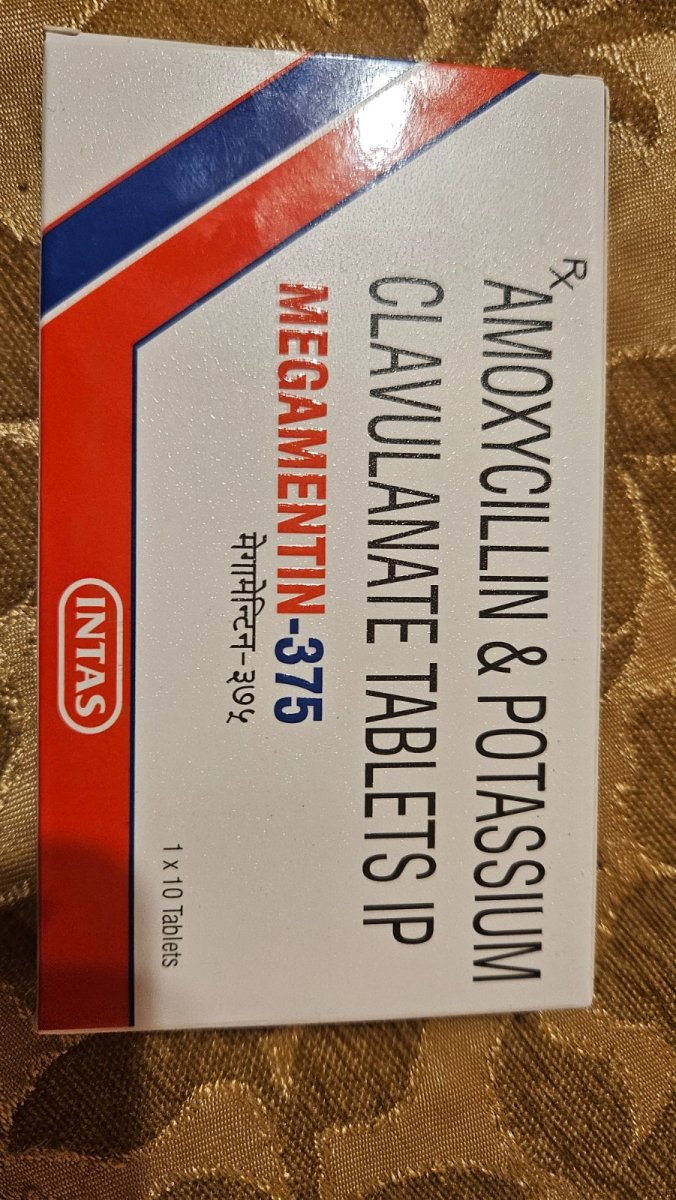 Rx
AMOXYCILLIN & POTASSIUM
CLAVULANATE TABLETS IP
MEGAMENTIN-375
मेगामेन्टिन-३७५
1 x 10 Tablets
INTAS